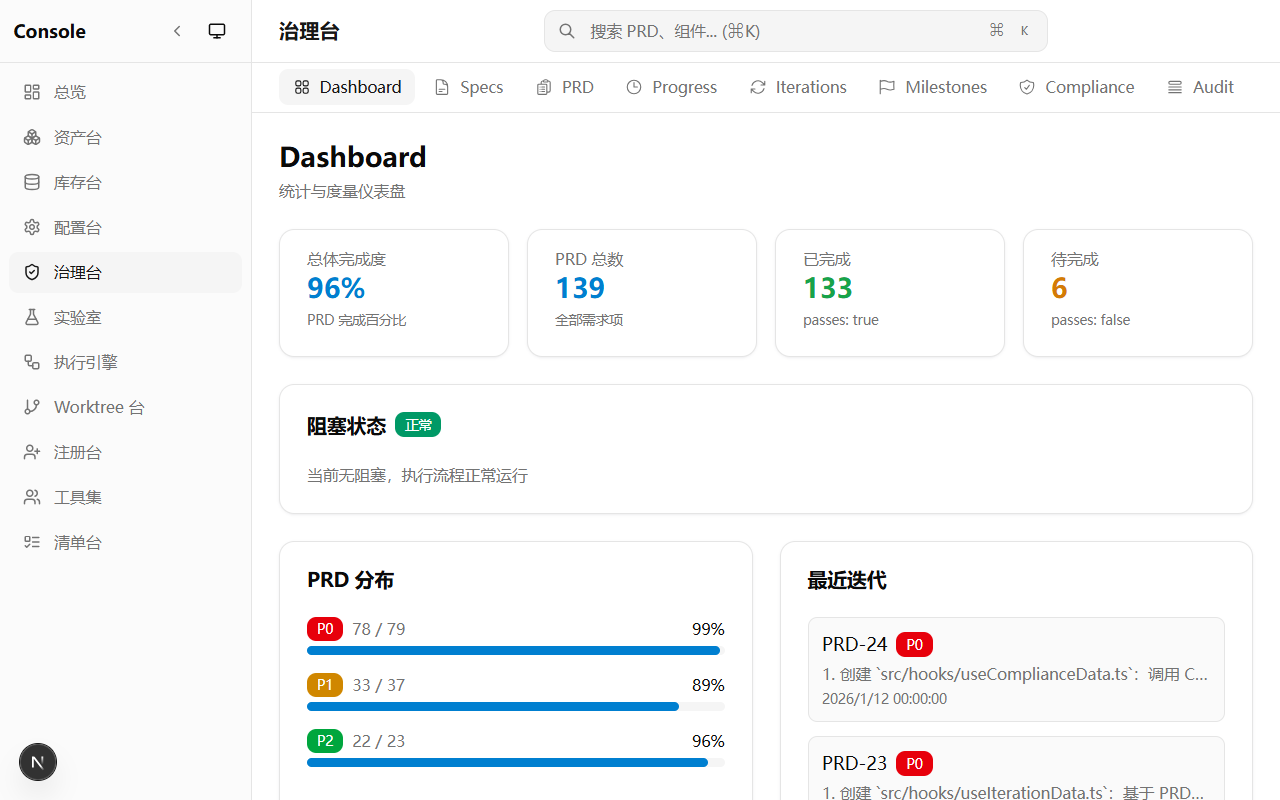 Console
总览
资产台
库存台
配置台
治理台
实验室
执行引擎
Worktree 台
注册台
工具集
清单台
N
治理台
搜索 PRD、组件... (⌘K)
⌘ K
Dashboard
Specs
PRD
Progress
Iterations
Milestones
Compliance
Audit
Dashboard
统计与度量仪表盘
总体完成度
96%
PRD 完成百分比
PRD 总数
139
全部需求项
已完成
133
passes: true
待完成
6
passes: false
阻塞状态 正常
当前无阻塞，执行流程正常运行
PRD 分布
P0 78 / 79 99%
P1 33 / 37 89%
P2 22 / 23 96%
最近迭代
PRD-24 P0
1. 创建 `src/hooks/useComplianceData.ts`：调用 C...
2026/1/12 00:00:00
PRD-23 P0
1. 创建 `src/hooks/useIterationData.ts`：基于 PRD...